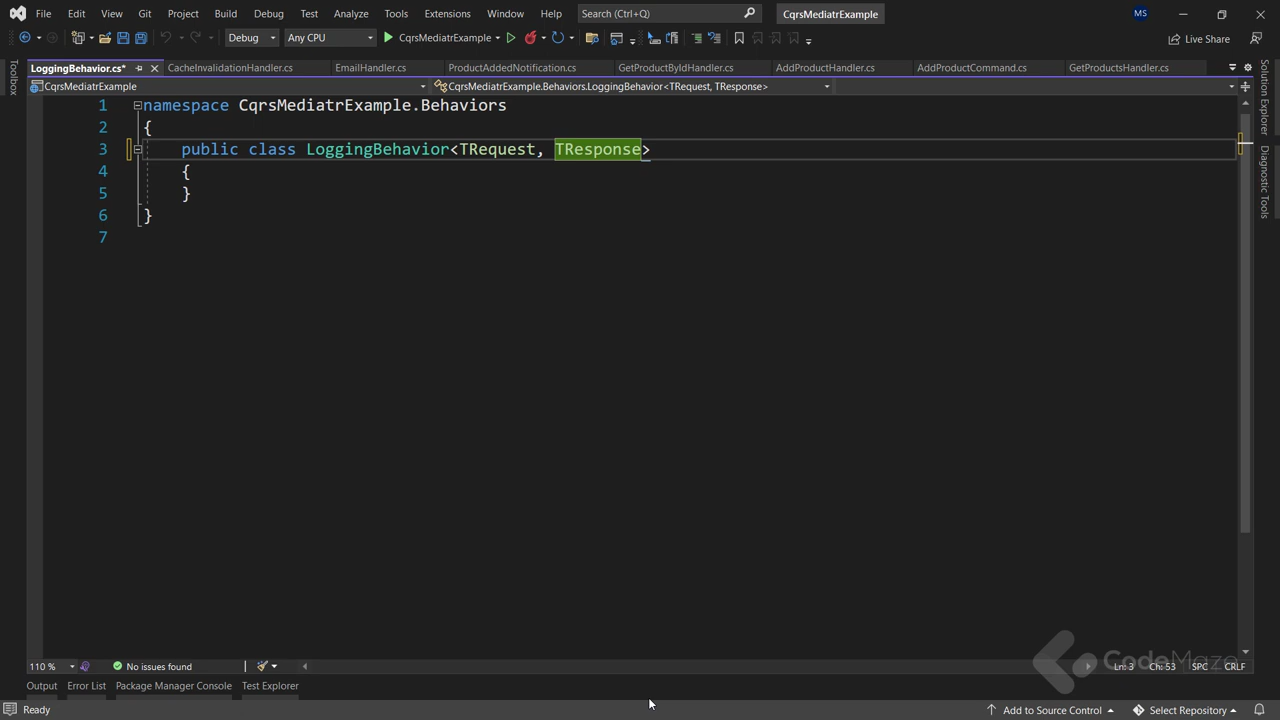 File Edit View Git Project Build Debug Test Analyze Tools Extensions Window Help Search (Ctrl+Q) CqrsMediatrExample MS
Debug Any CPU CqrsMediatrExample Live Share
Toolbox
LoggingBehavior.cs* CacheInvalidationHandler.cs EmailHandler.cs ProductAddedNotification.cs GetProductByIdHandler.cs AddProductHandler.cs AddProductCommand.cs GetProductsHandler.cs
CqrsMediatrExample CqrsMediatrExample.Behaviors.LoggingBehavior<TRequest, TResponse>
1 namespace CqrsMediatrExample.Behaviors
2 {
3 public class LoggingBehavior<TRequest, TResponse>
4 {
5 }
6 }
7
Solution Explorer
Diagnostic Tools
110 % No issues found Ln: 3 Ch: 53 SPC CRLF
CodeMaze
Output Error List Package Manager Console Test Explorer
Ready Add to Source Control Select Repository